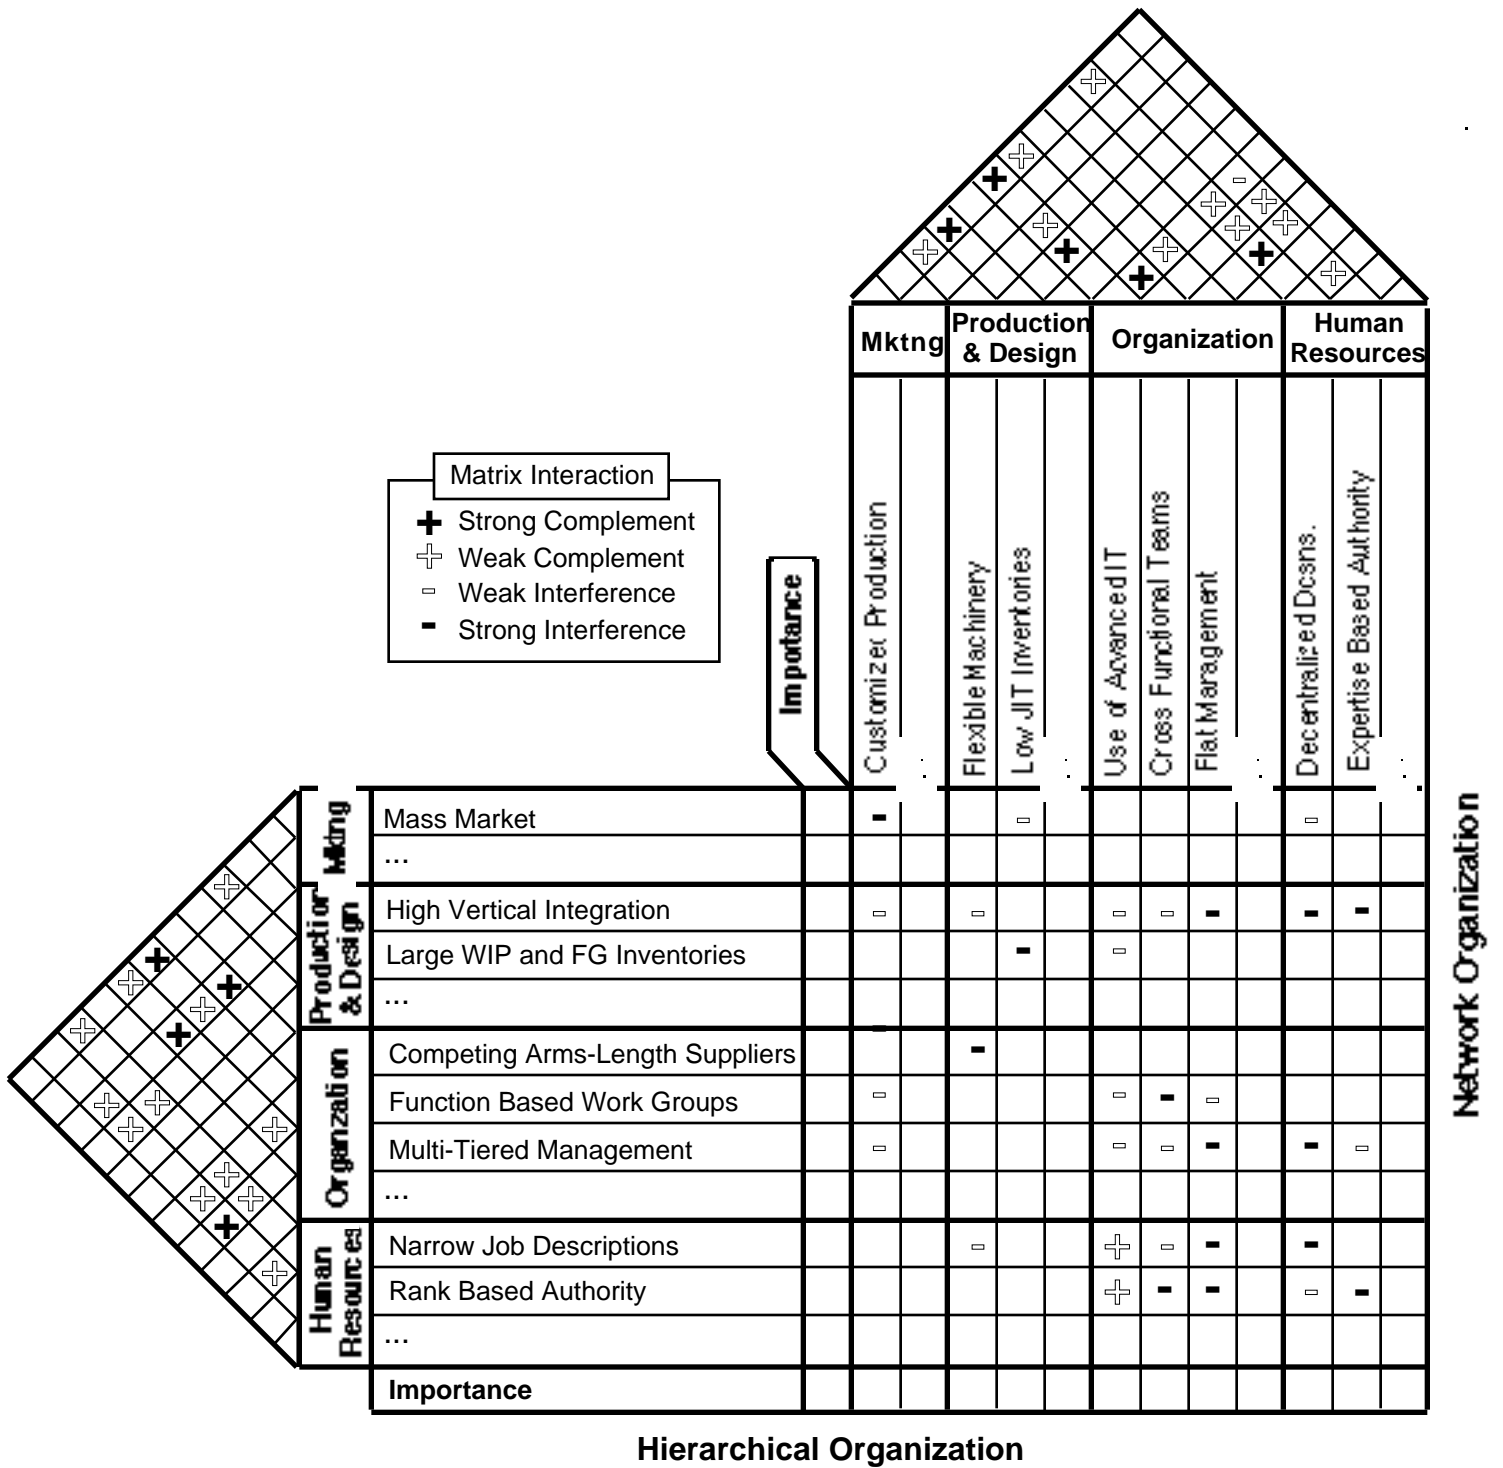 Mktng
Production
& Design
Organization
Human
Resources
Matrix Interaction
Strong Complement
Weak Complement
Weak Interference
Strong Interference
Importance
Customized Production
Flexible Machinery
Low JIT Inventories
Use of Advanced IT
Cross Functional Teams
Flat Management
Decentralized Dcsns.
Expertise Based Authority
Network Organization
Mktng
Mass Market
...
Production
& Design
High Vertical Integration
Large WIP and FG Inventories
...
Organzation
Competing Arms-Length Suppliers
Function Based Work Groups
Multi-Tiered Management
...
Human
Resources
Narrow Job Descriptions
Rank Based Authority
...
Importance
Hierarchical Organization